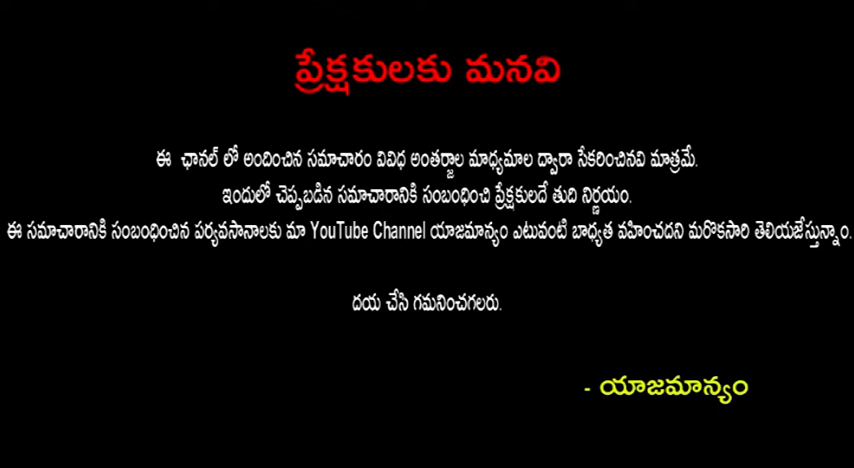 ప్రేక్షకులకు మనవి
ఈ ఛానల్ లో అందించిన సమాచారం వివిధ అంతర్జాల మాధ్యమాల ద్వారా సేకరించినవి మాత్రమే.
ఇందులో చెప్పబడిన సమాచారానికి సంబంధించి ప్రేక్షకులదే తుది నిర్ణయం.
ఈ సమాచారానికి సంబంధించిన పర్యవసానాలకు మా YouTube Channel యాజమాన్యం ఎటువంటి బాధ్యత వహించదని మరొకసారి తెలియజేస్తున్నాం.
దయ చేసి గమనించగలరు.
- యాజమాన్యం